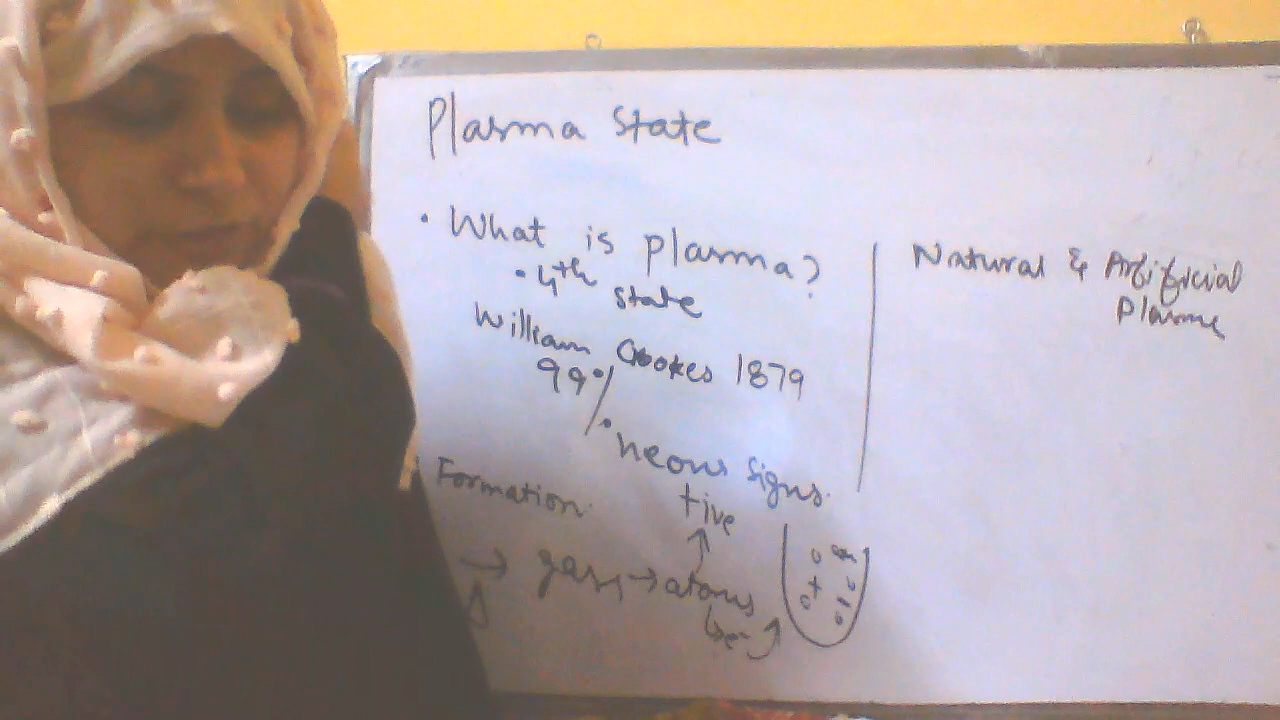 Plasma State
• What is plasma?
• 4th state
William Crookes 1879
99%
• neons signs.
Formation
+ive
→ gas → atoms
e-
Natural & Artificial
Plasma